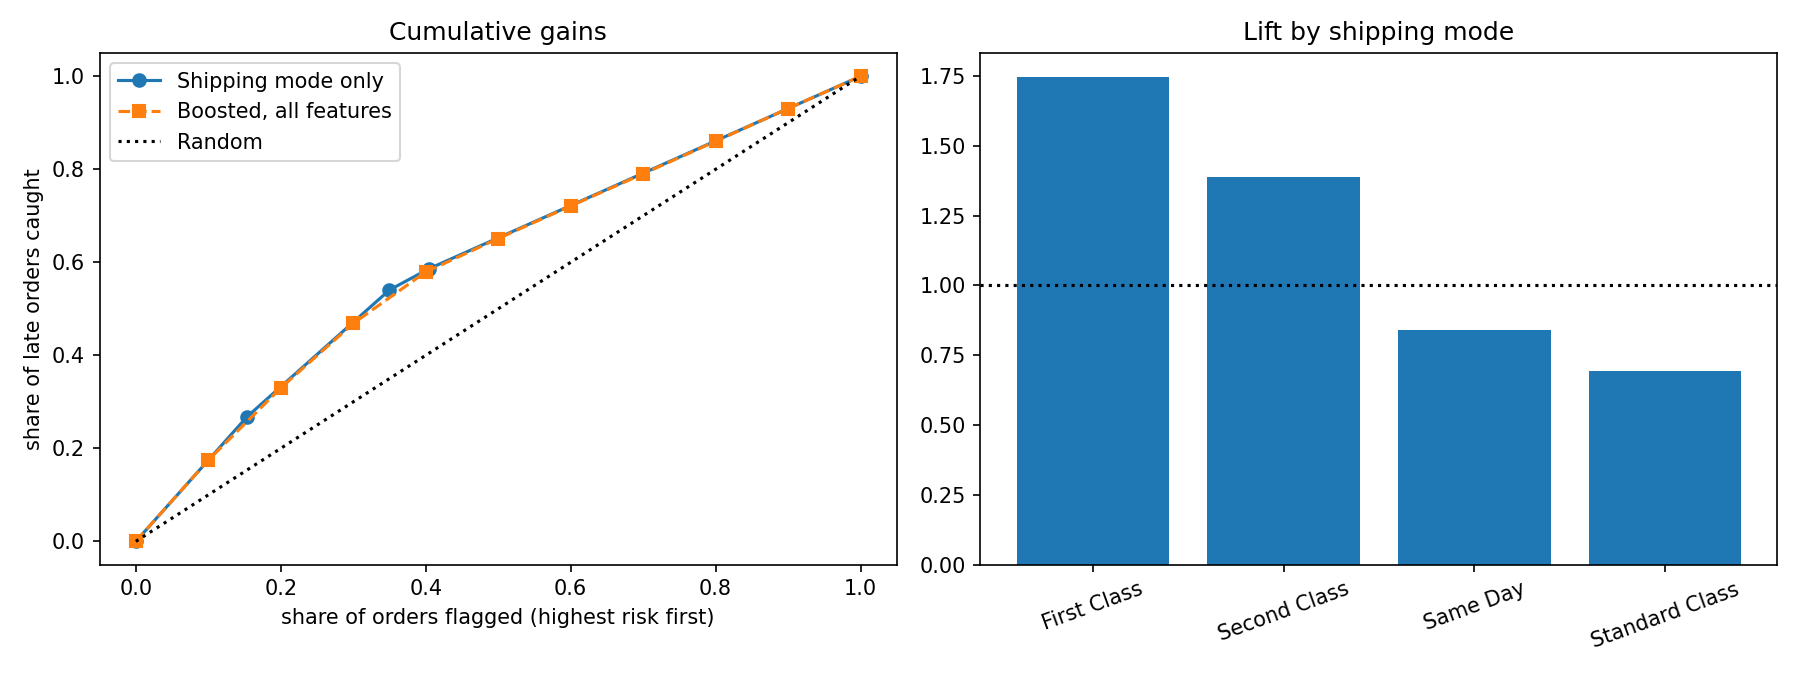 Cumulative gains
Shipping mode only
Boosted, all features
Random
1.0
0.8
0.6
0.4
0.2
0.0
share of late orders caught
0.0 0.2 0.4 0.6 0.8 1.0
share of orders flagged (highest risk first)
Lift by shipping mode
1.75
1.50
1.25
1.00
0.75
0.50
0.25
0.00
First Class
Second Class
Same Day
Standard Class